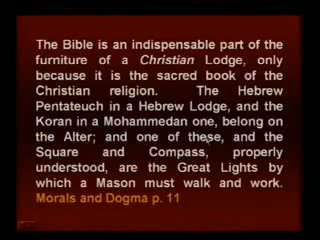 The Bible is an indispensable part of the
furniture of a Christian Lodge, only
because it is the sacred book of the
Christian religion. The Hebrew
Pentateuch in a Hebrew Lodge, and the
Koran in a Mohammedan one, belong on
the Alter; and one of these, and the
Square and Compass, properly
understood, are the Great Lights by
which a Mason must walk and work.
Morals and Dogma p. 11